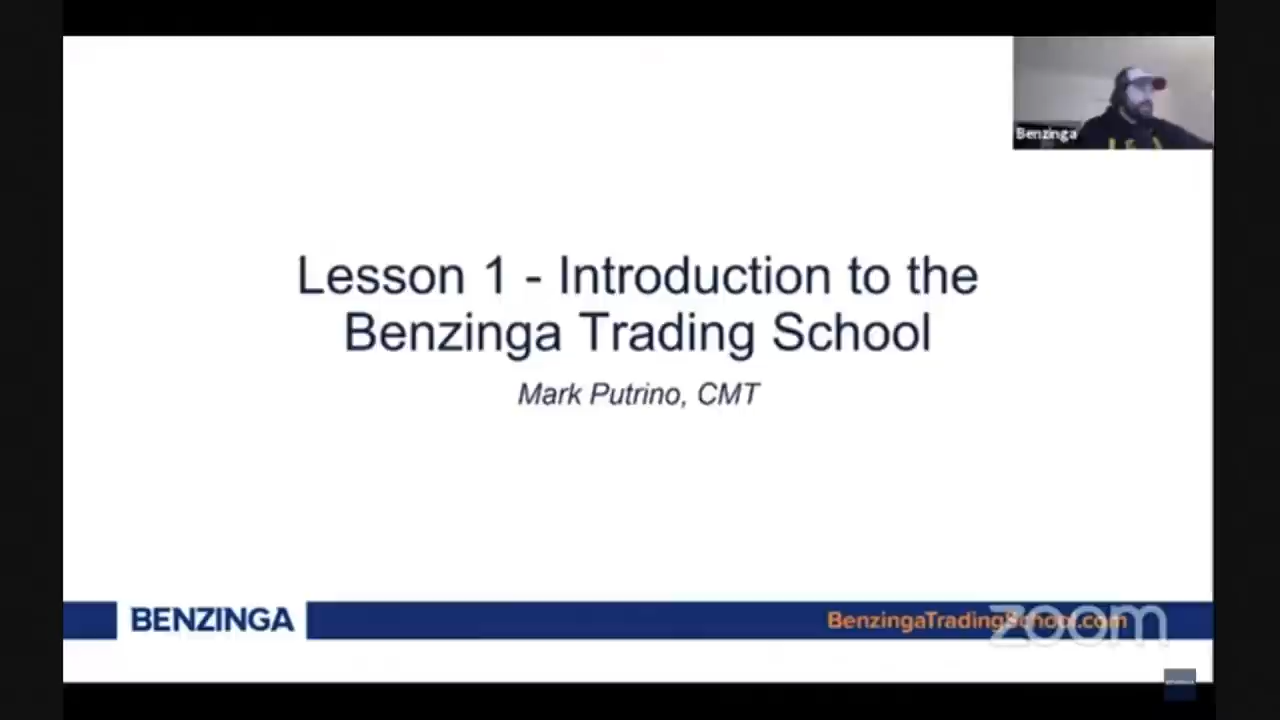 Benzinga
Lesson 1 - Introduction to the
Benzinga Trading School
Mark Putrino, CMT
BENZINGA
BenzingaTradingSchool.com
zoom